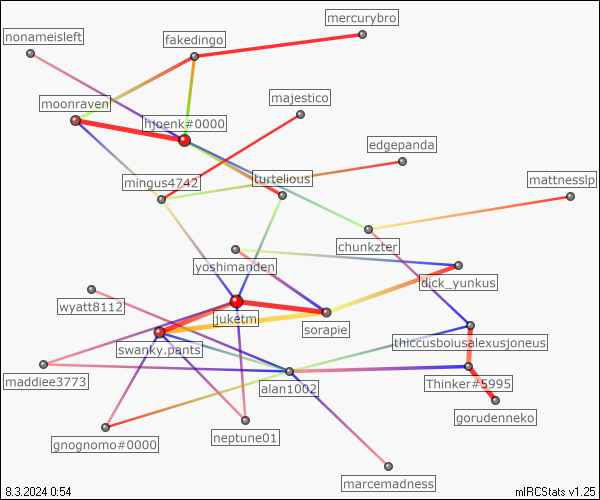 mercurybro
nonameisleft
fakedingo
majestico
moonraven
hjoenk#0000
edgepanda
mingus4742
turtelious
mattnesslp
chunkzter
yoshimanden
dick_yunkus
wyatt8112
juketm
sorapie
swanky.pants
thiccusboiusalexusjoneus
maddiee3773
alan1002
Thinker#5995
gorudenneko
gnognomo#0000
neptune01
marcemadness
8.3.2024 0:54
mIRCStats v1.25